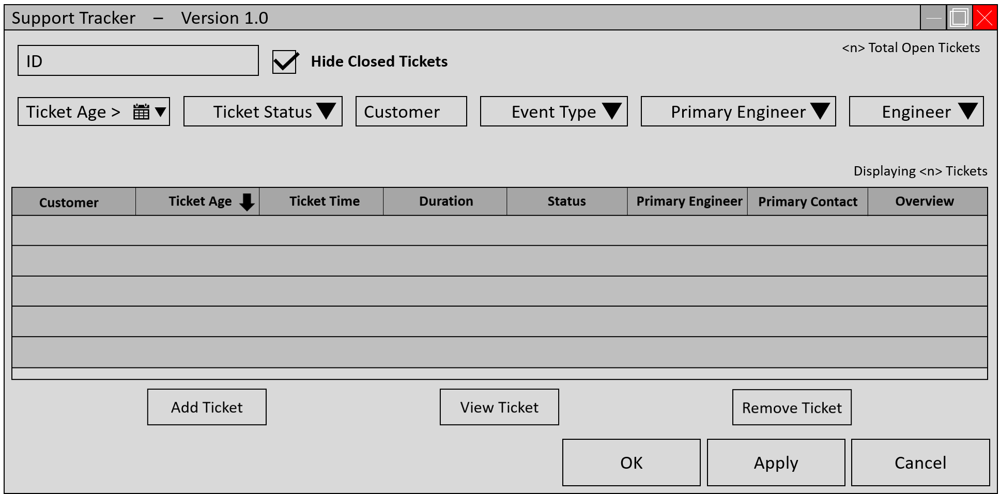 Support Tracker – Version 1.0
<n> Total Open Tickets
ID
Hide Closed Tickets
Ticket Age >
Ticket Status
Customer
Event Type
Primary Engineer
Engineer
Displaying <n> Tickets
Customer
Ticket Age
Ticket Time
Duration
Status
Primary Engineer
Primary Contact
Overview
Add Ticket
View Ticket
Remove Ticket
OK
Apply
Cancel